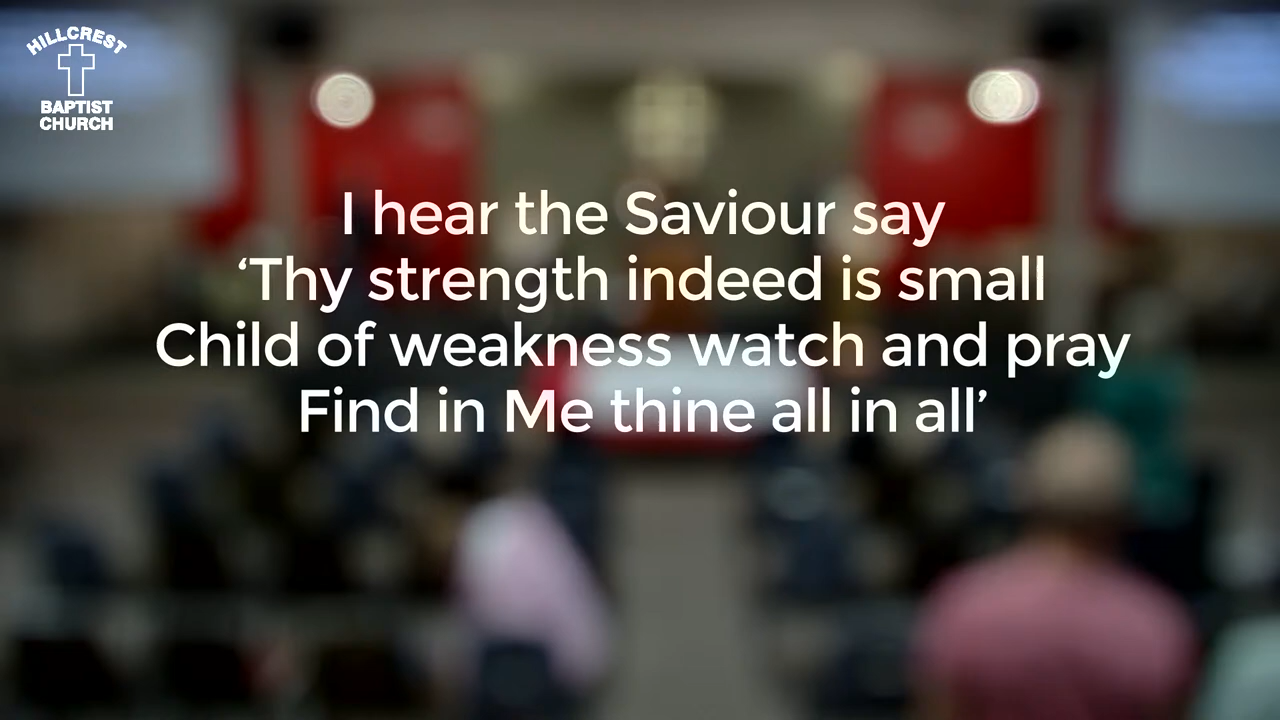 HILLCREST
BAPTIST
CHURCH
I hear the Saviour say
‘Thy strength indeed is small
Child of weakness watch and pray
Find in Me thine all in all’